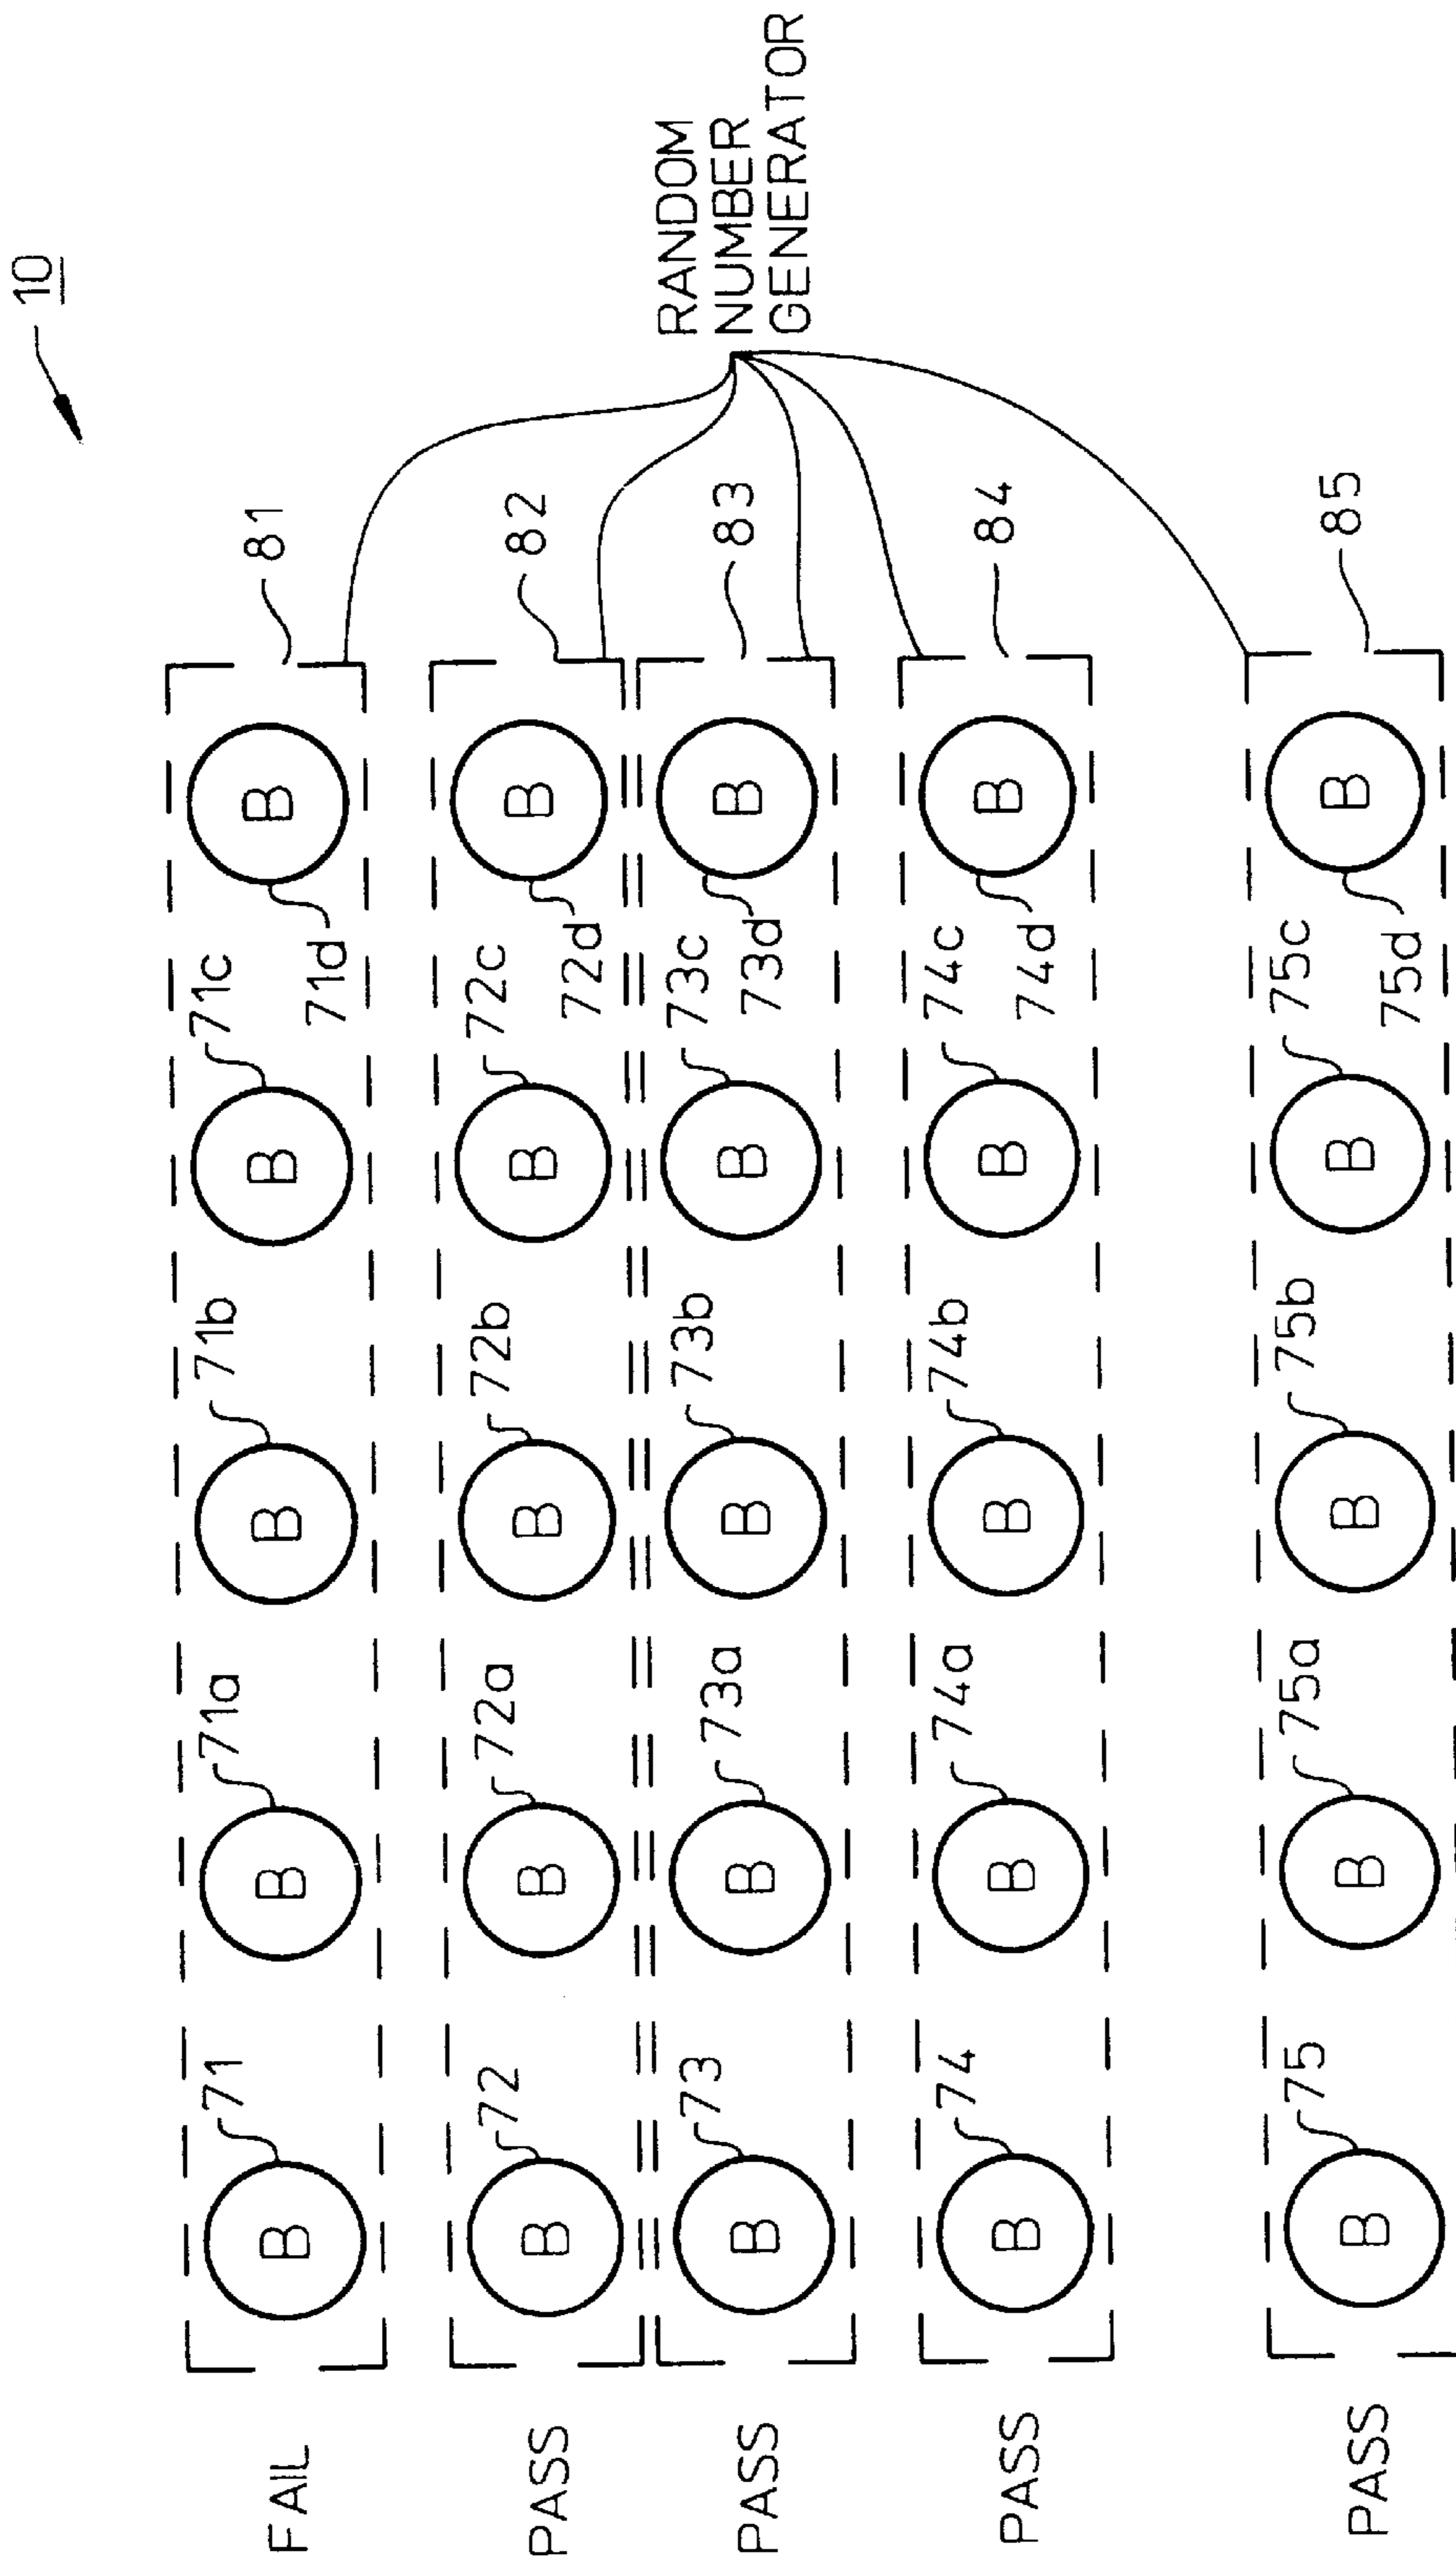 10
FAIL
71
B
71a
B
71b
B
71c
B
71d
B
81
PASS
72
B
72a
B
72b
B
72c
B
72d
B
82
PASS
73
B
73a
B
73b
B
73c
B
73d
B
83
PASS
74
B
74a
B
74b
B
74c
B
74d
B
84
PASS
75
B
75a
B
75b
B
75c
B
75d
B
85
RANDOM
NUMBER
GENERATOR